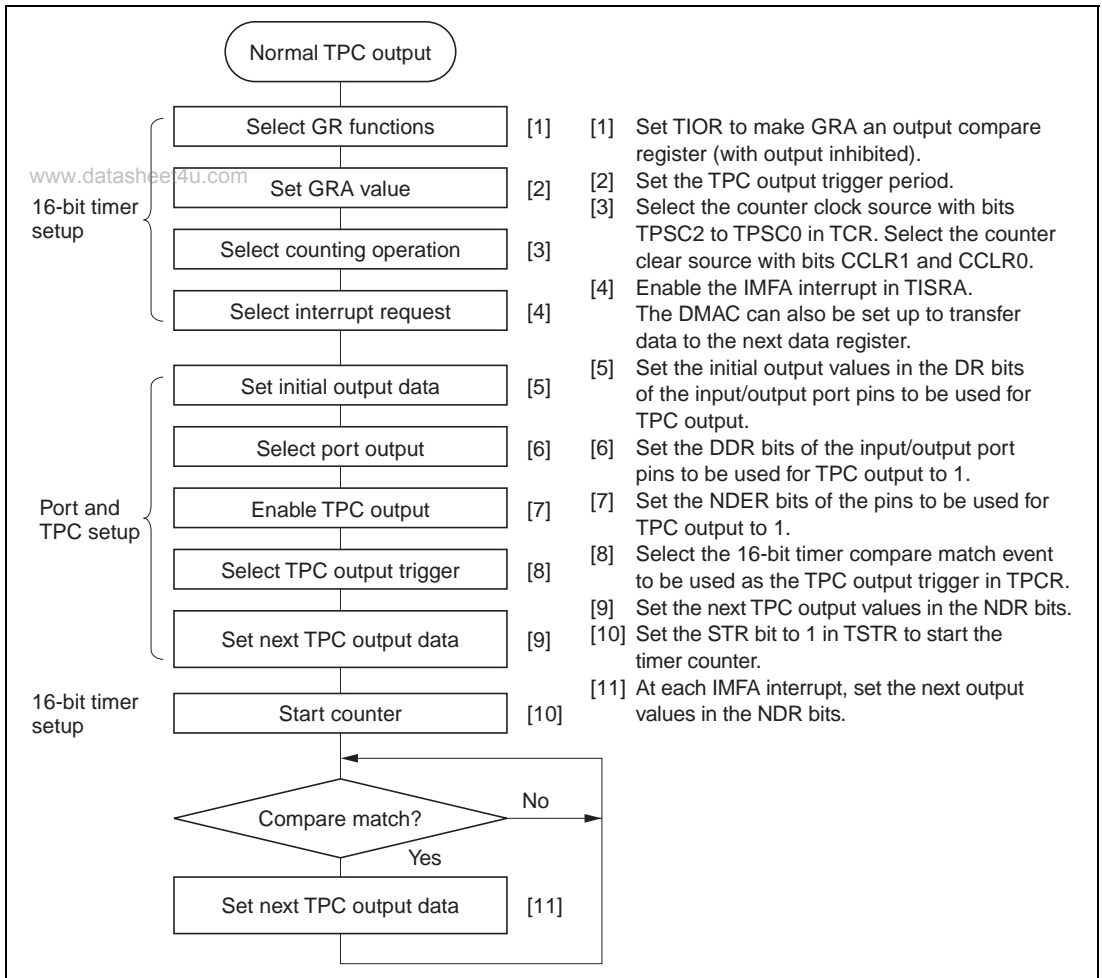 Normal TPC output
Select GR functions [1]
Set GRA value [2]
Select counting operation [3]
Select interrupt request [4]
16-bit timer
setup
www.datasheet4u.com
Set initial output data [5]
Select port output [6]
Enable TPC output [7]
Select TPC output trigger [8]
Set next TPC output data [9]
Port and
TPC setup
16-bit timer
setup
Start counter [10]
Compare match?
No
Yes
Set next TPC output data [11]
[1] Set TIOR to make GRA an output compare
register (with output inhibited).
[2] Set the TPC output trigger period.
[3] Select the counter clock source with bits
TPSC2 to TPSC0 in TCR. Select the counter
clear source with bits CCLR1 and CCLR0.
[4] Enable the IMFA interrupt in TISRA.
The DMAC can also be set up to transfer
data to the next data register.
[5] Set the initial output values in the DR bits
of the input/output port pins to be used for
TPC output.
[6] Set the DDR bits of the input/output port
pins to be used for TPC output to 1.
[7] Set the NDER bits of the pins to be used for
TPC output to 1.
[8] Select the 16-bit timer compare match event
to be used as the TPC output trigger in TPCR.
[9] Set the next TPC output values in the NDR bits.
[10] Set the STR bit to 1 in TSTR to start the
timer counter.
[11] At each IMFA interrupt, set the next output
values in the NDR bits.